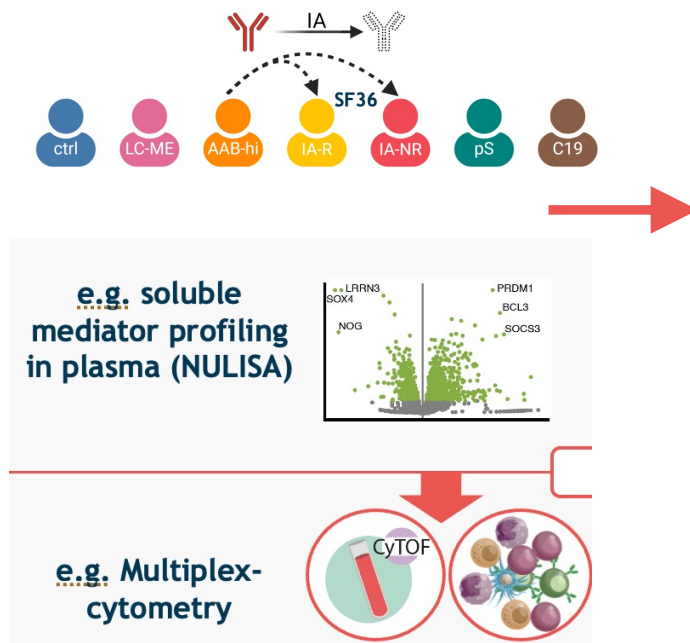 IA
SF36
ctrl
LC-ME
AAB-hi
IA-R
IA-NR
pS
C19
e.g. soluble
mediator profiling
in plasma (NULISA)
LRRN3
SOX4
NOG
PRDM1
BCL3
SOCS3
e.g. Multiplex-
cytometry
CyTOF